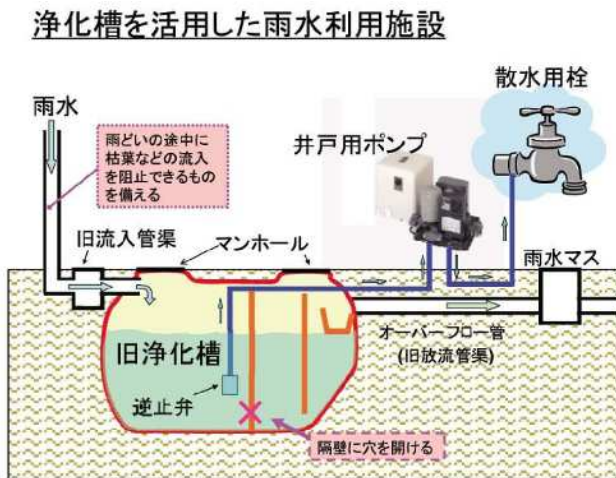 浄化槽を活用した雨水利用施設
散水用栓
雨水
井戸用ポンプ
雨どいの途中に
枯葉などの流入
を阻止できるもの
を備える
旧流入管渠
マンホール
雨水マス
旧浄化槽
オーバーフロー管
(旧放流管渠)
逆止弁
隔壁に穴を開ける